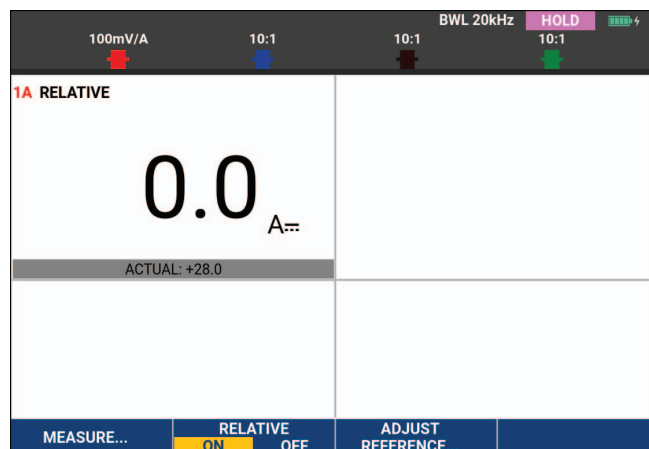 BWL 20kHz HOLD
100mV/A 10:1 10:1 10:1
1A RELATIVE
0.0 A⎓
ACTUAL: +28.0
MEASURE... RELATIVE ADJUST
ON OFF REFERENCE